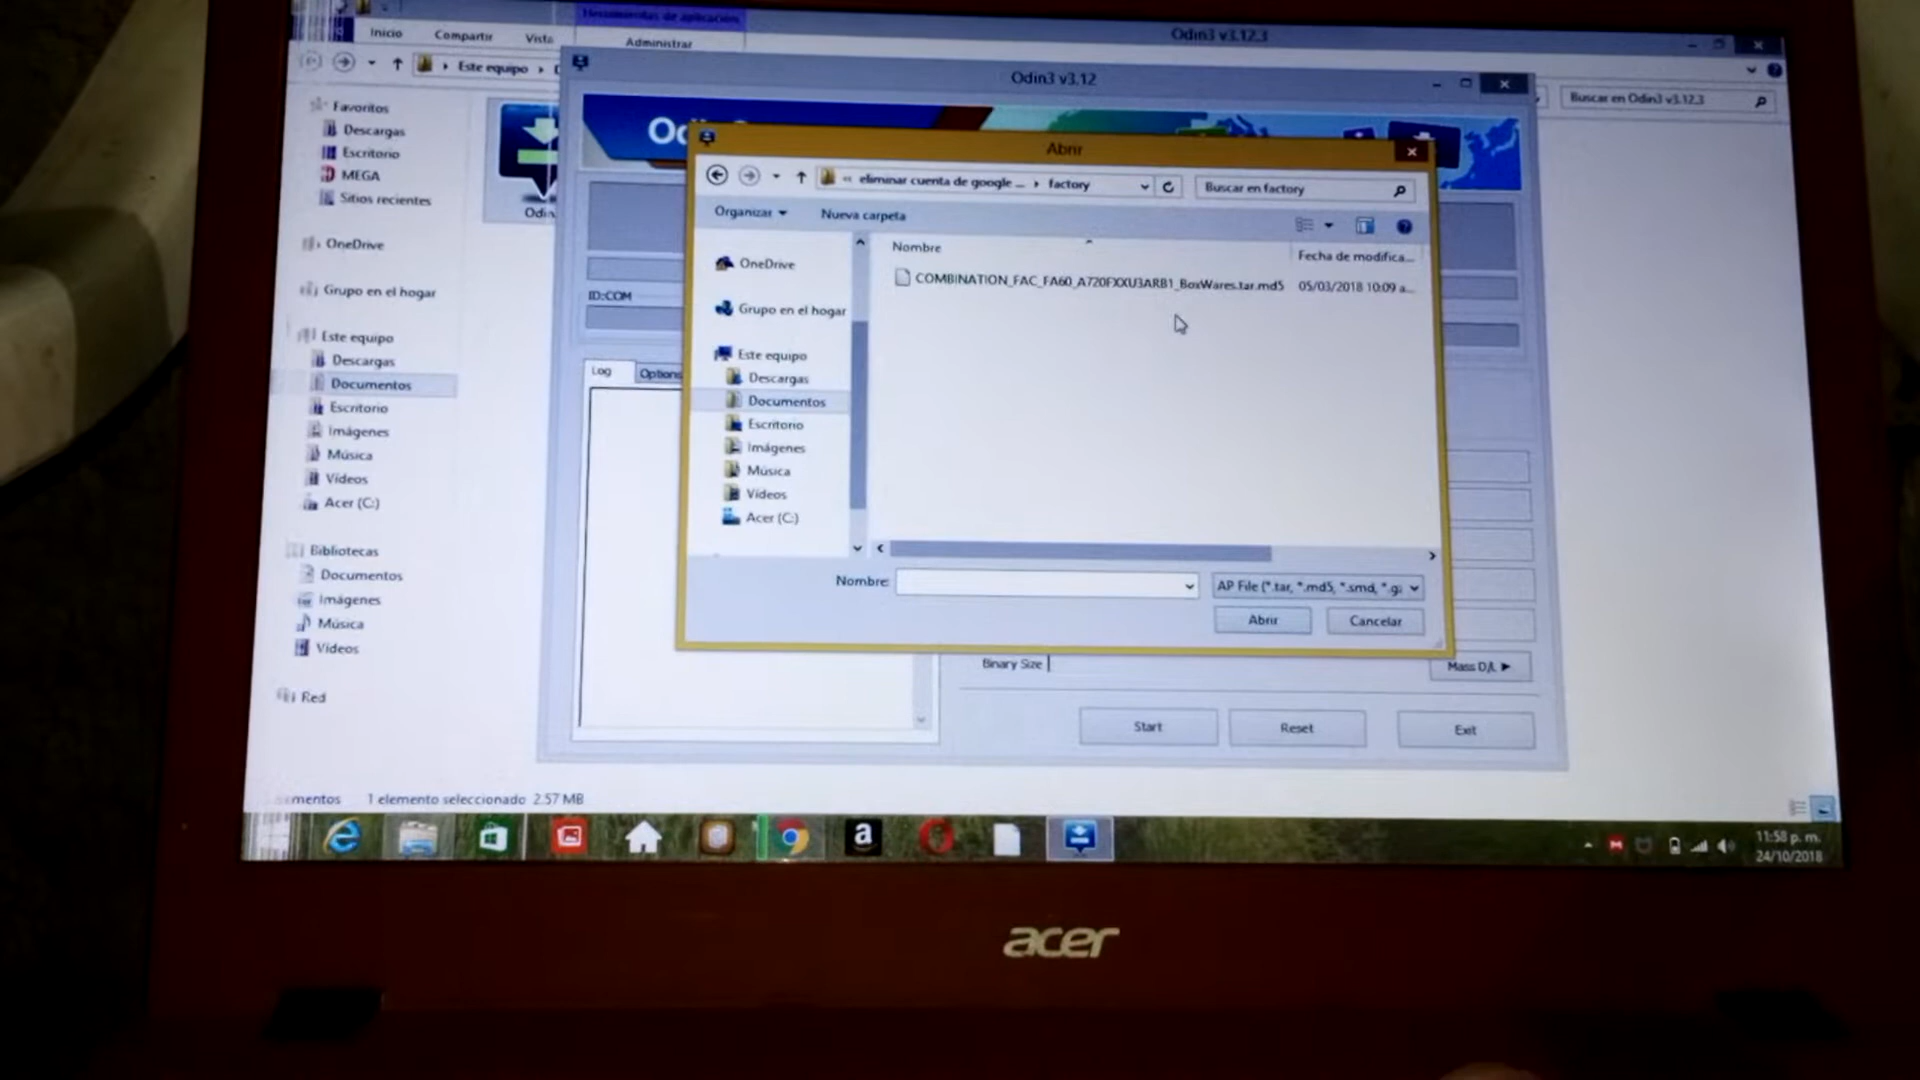 Herramientas de aplicación
Odin3 v3.12.3
Inicio
Compartir
Vista
Administrar
Este equipo
Buscar en Odin3 v3.12.3
Odin3 v3.12
Favoritos
Descargas
Escritorio
MEGA
Sitios recientes
OneDrive
Grupo en el hogar
Este equipo
Descargas
Documentos
Escritorio
Imágenes
Música
Vídeos
Acer (C:)
Bibliotecas
Documentos
Imágenes
Música
Vídeos
Red
ID:COM
Log
Options
Abrir
« eliminar cuenta de google ... factory
Buscar en factory
Organizar
Nueva carpeta
OneDrive
Grupo en el hogar
Este equipo
Descargas
Documentos
Escritorio
Imágenes
Música
Vídeos
Acer (C:)
Nombre
Fecha de modifica...
COMBINATION_FAC_FA60_A720FXXU3ARB1_BoxWares.tar.md5
05/03/2018 10:09 a...
Nombre:
AP File (*.tar, *.md5, *.smd, *.gi
Abrir
Cancelar
Binary Size
Mass D/L
Start
Reset
Exit
1 elemento seleccionado 2.57 MB
11:58 p. m.
24/10/2018
acer